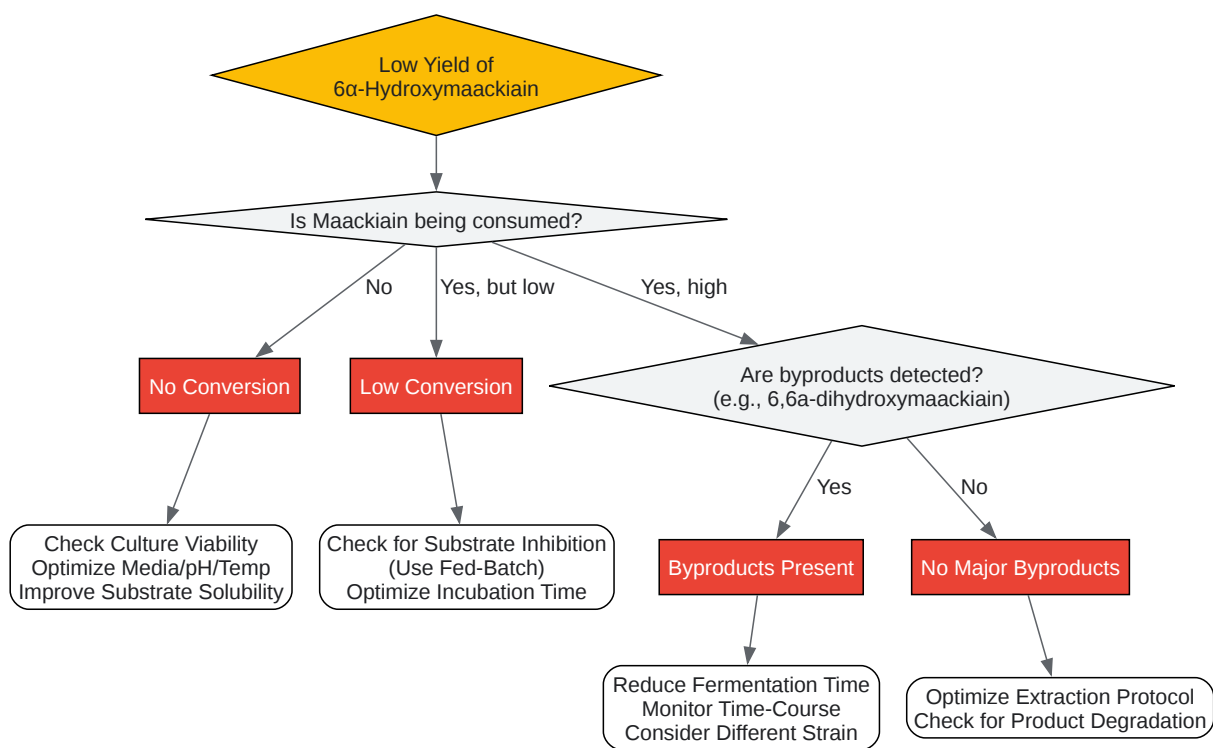 Low Yield of
6α-Hydroxymaackiain
Is Maackiain being consumed?
No
Yes, but low
Yes, high
No Conversion
Low Conversion
Are byproducts detected?
(e.g., 6,6a-dihydroxymaackiain)
Yes
No
Check Culture Viability
Optimize Media/pH/Temp
Improve Substrate Solubility
Check for Substrate Inhibition
(Use Fed-Batch)
Optimize Incubation Time
Byproducts Present
No Major Byproducts
Reduce Fermentation Time
Monitor Time-Course
Consider Different Strain
Optimize Extraction Protocol
Check for Product Degradation